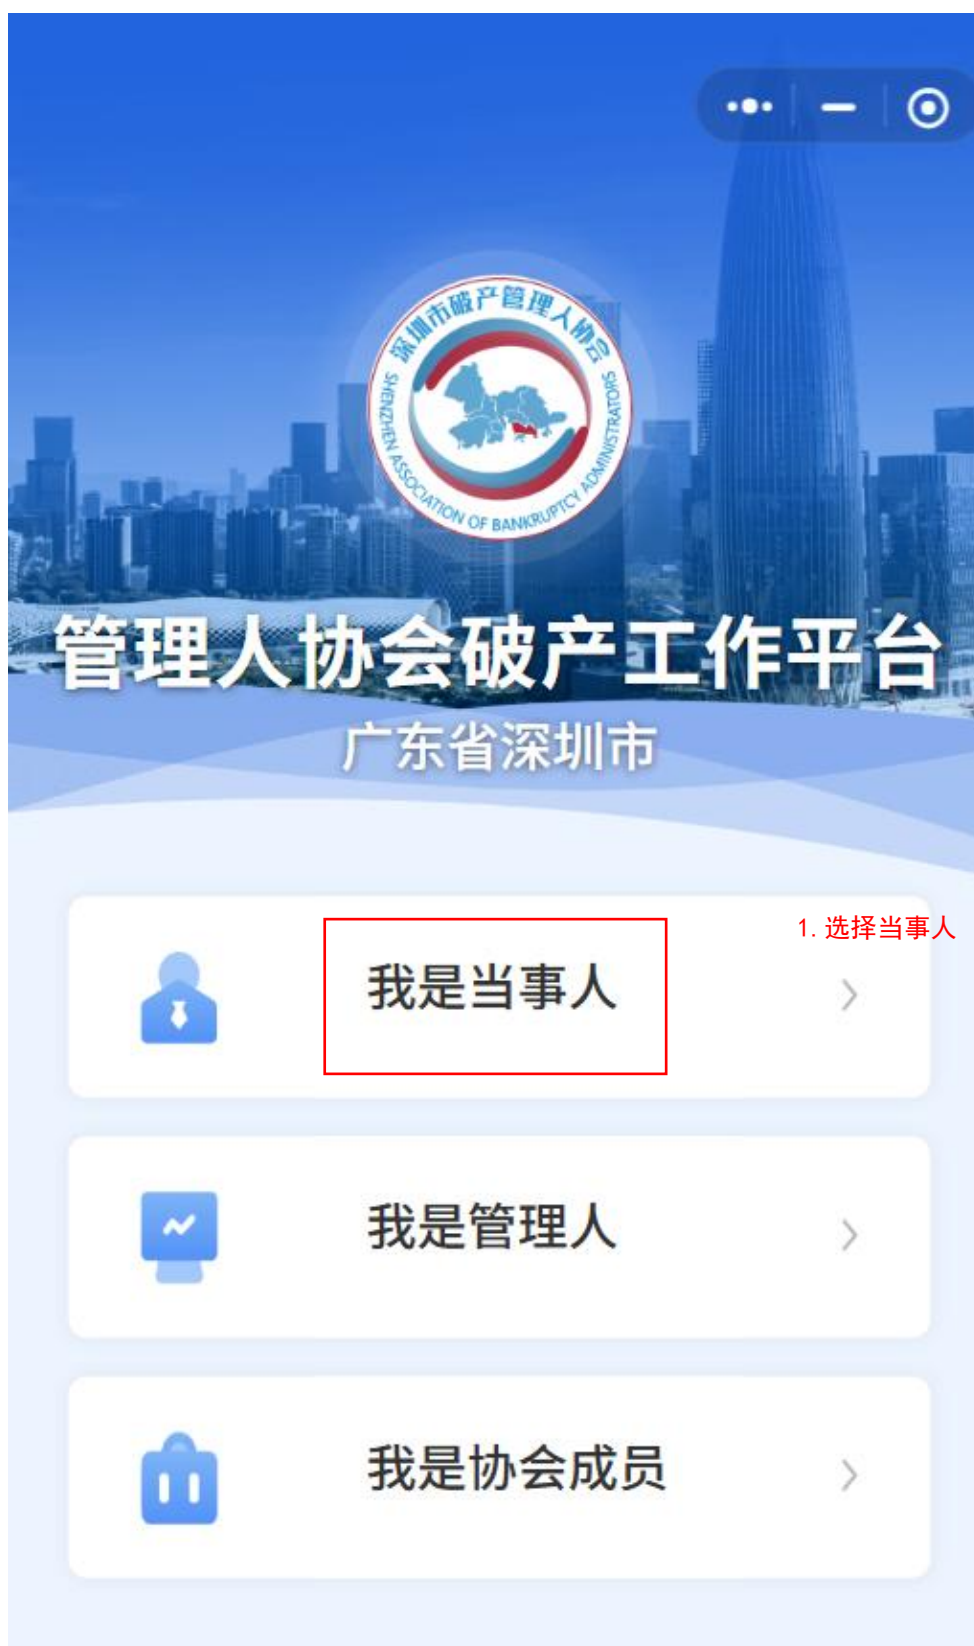 深圳市破产管理人协会
SHENZHEN ASSOCIATION OF BANKRUPTCY ADMINISTRATORS
管理人协会破产工作平台
广东省深圳市
1.选择当事人
我是当事人
我是管理人
我是协会成员